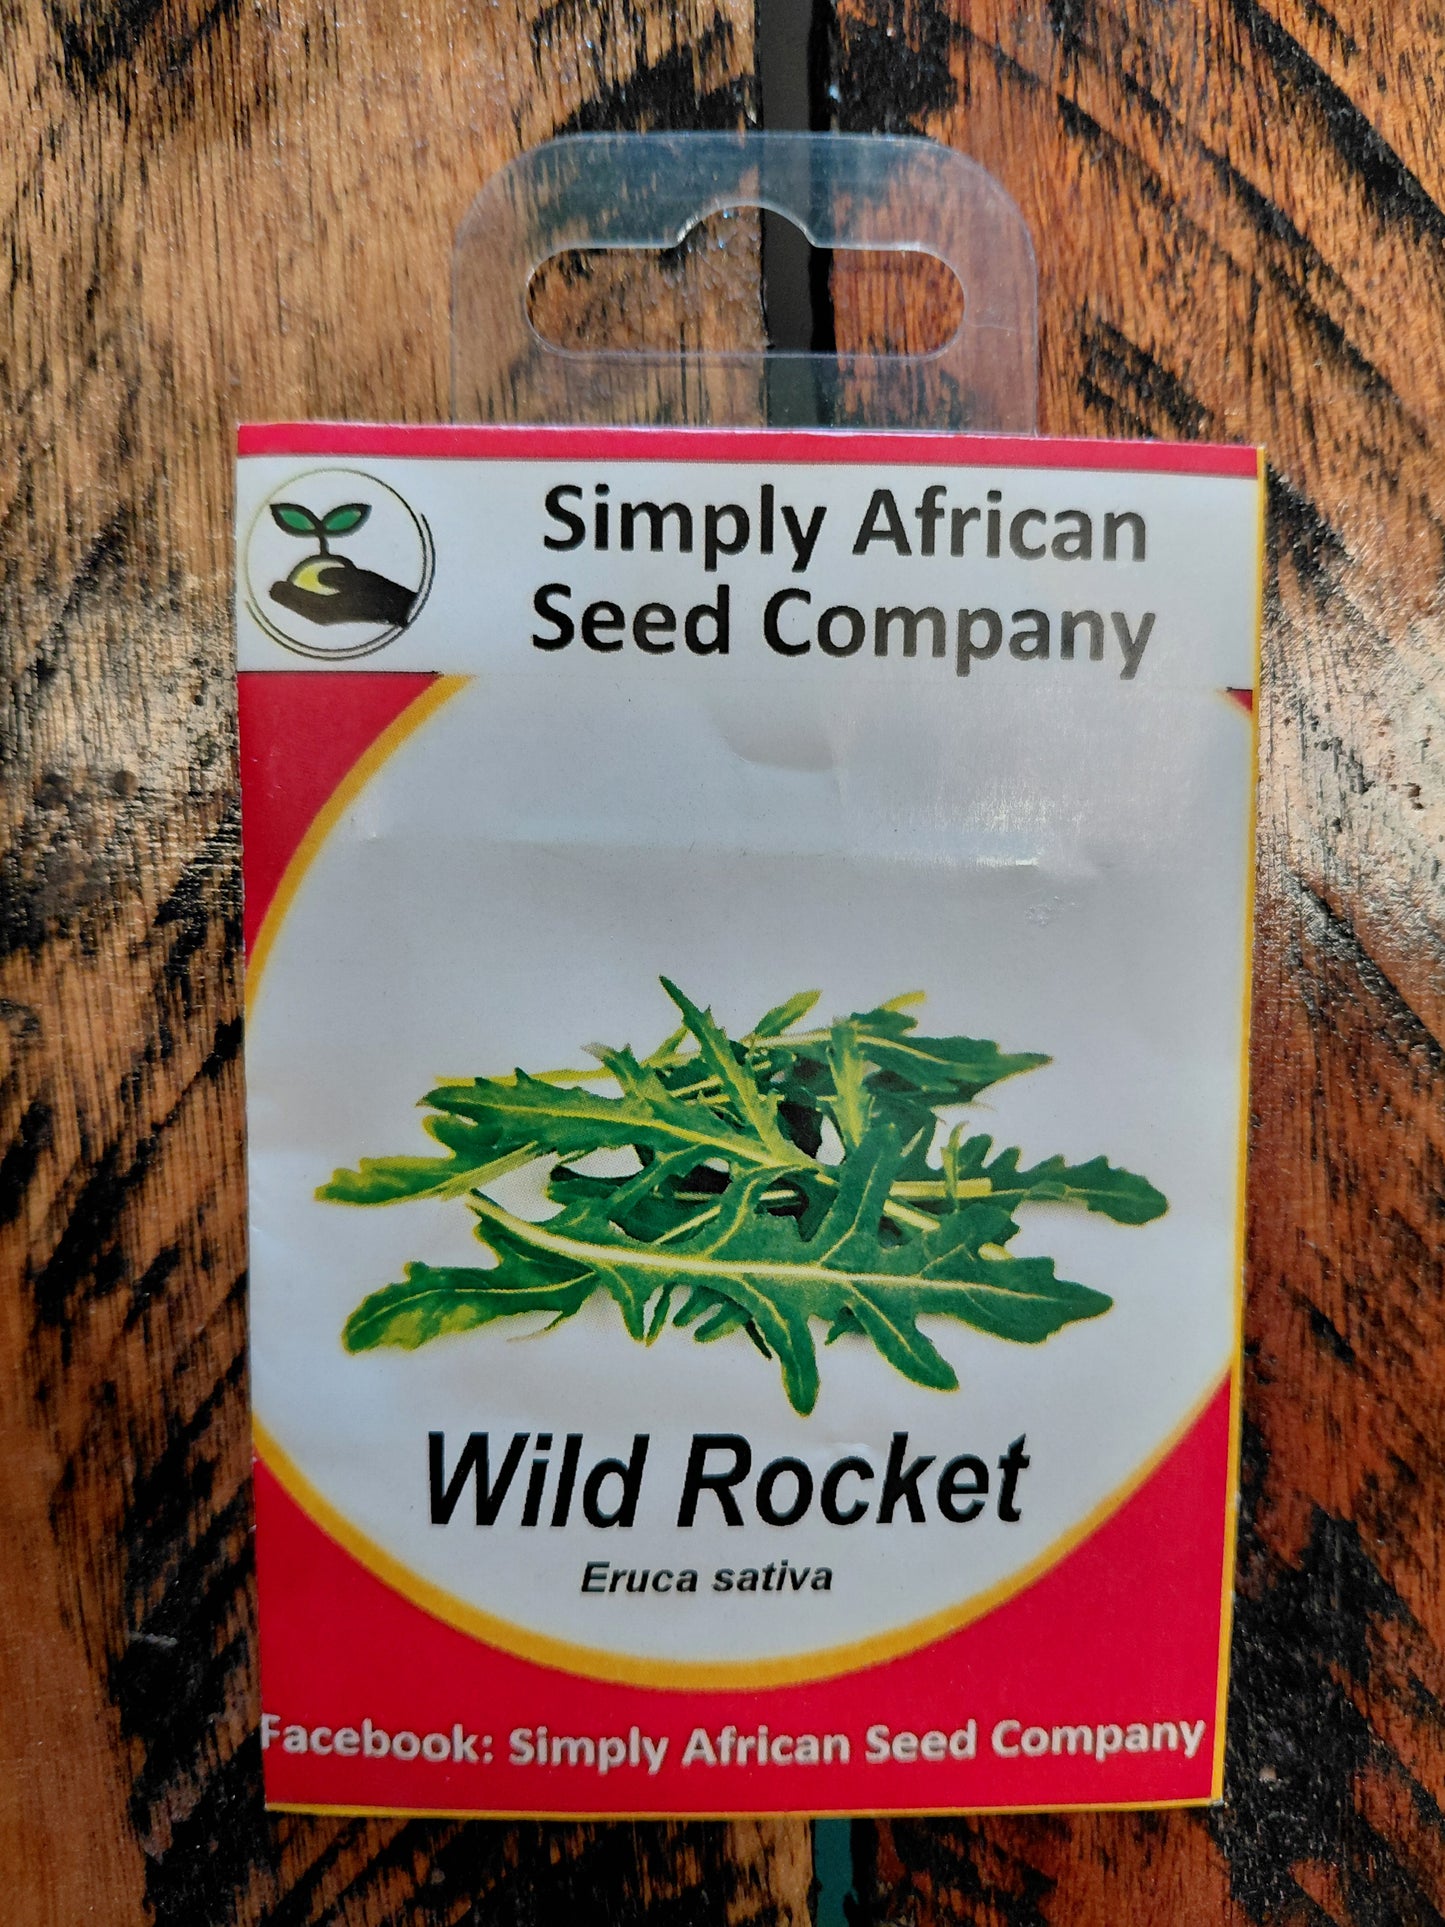 Simply African
Seed Company
Wild Rocket
Eruca sativa
Facebook: Simply African Seed Company